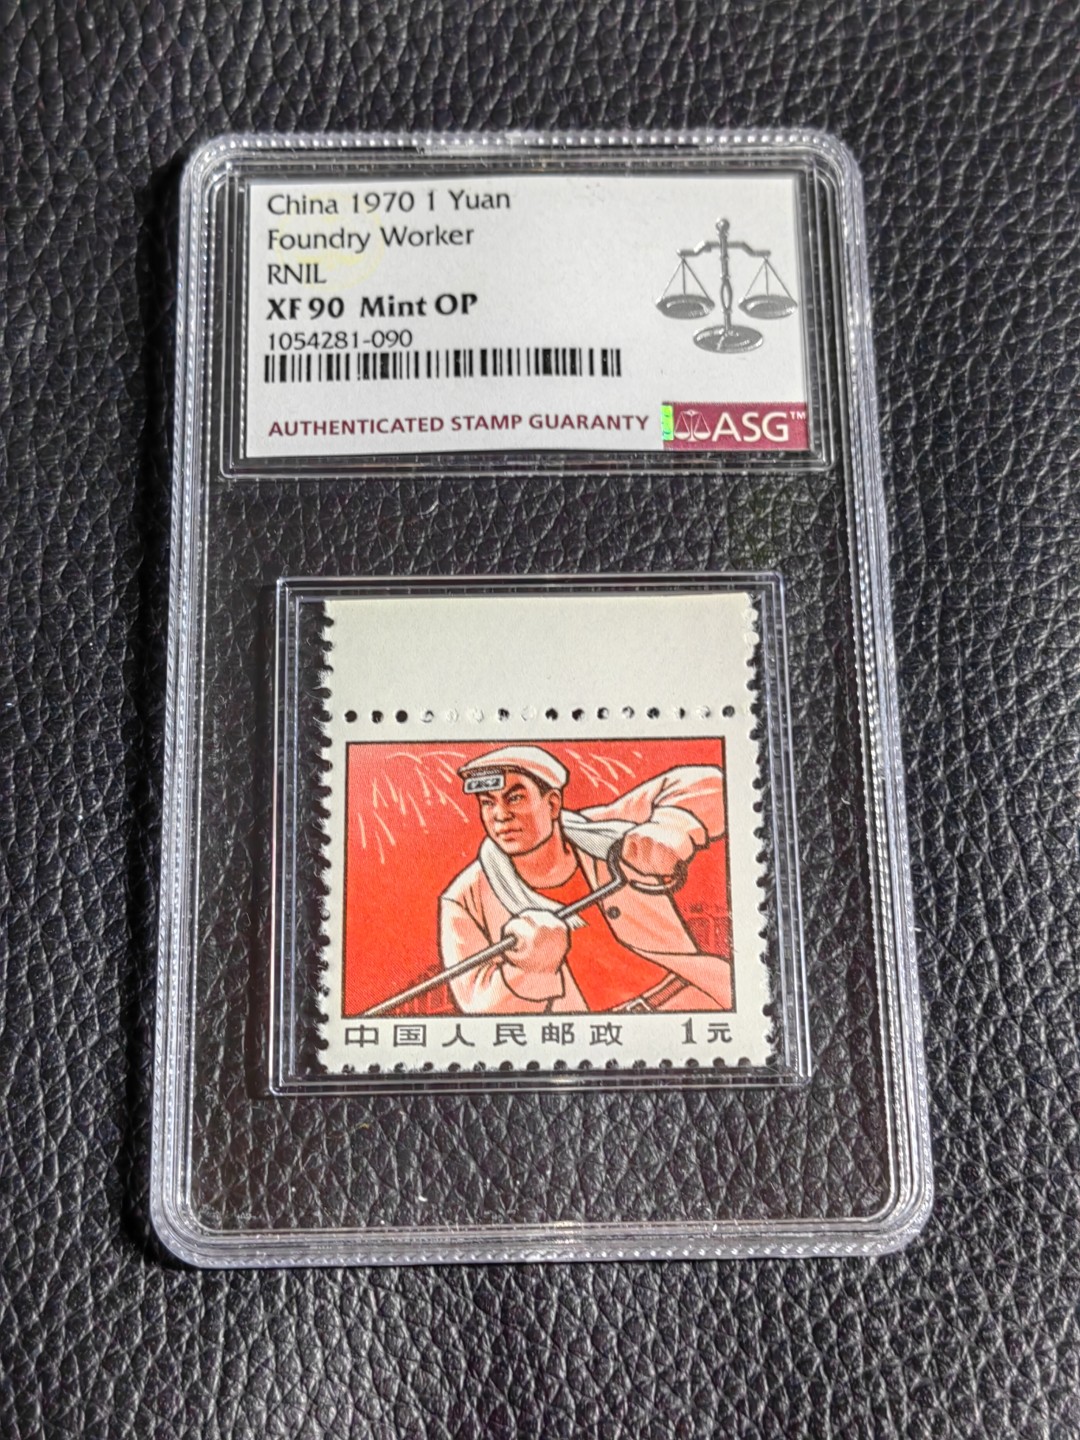 China 1970 1 Yuan
Foundry Worker
RNIL
XF 90 Mint OP
1054281-090
AUTHENTICATED STAMP GUARANTY
ASG™
中国人民邮政 1元